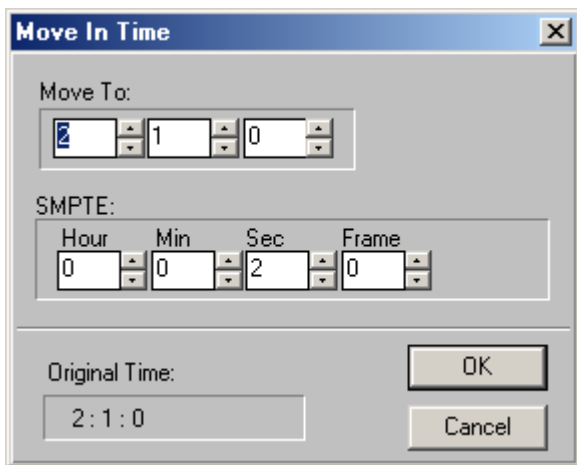 Move In Time
Move To:
2 1 0
SMPTE:
Hour Min Sec Frame
0 0 2 0
Original Time:
2 : 1 : 0
OK
Cancel